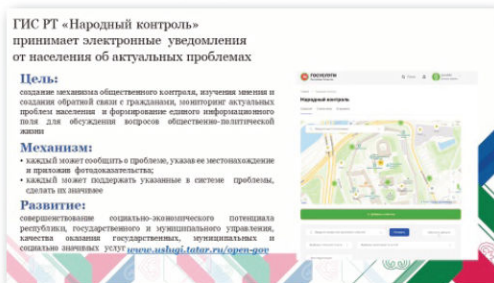 ГИС РТ «Народный контроль»
принимает электронные уведомления
от населения об актуальных проблемах
Цель:
создание механизма общественного контроля, изучения мнения и
создания обратной связи с гражданами, мониторинг актуальных
проблем населения и формирование единого информационного
поля для обсуждения вопросов общественно-политической
жизни
Механизм:
• каждый может сообщить о проблеме, указав ее местонахождение
и приложив фотодоказательства;
• каждый может поддержать указанные в системе проблемы,
сделать их значимее
Развитие:
совершенствование социально-экономического потенциала
республики, государственного и муниципального управления,
качества оказания государственных, муниципальных и
социально значимых услуг www.uslugi.tatar.ru/open-gov
ГОСУСЛУГИ
Народный контроль